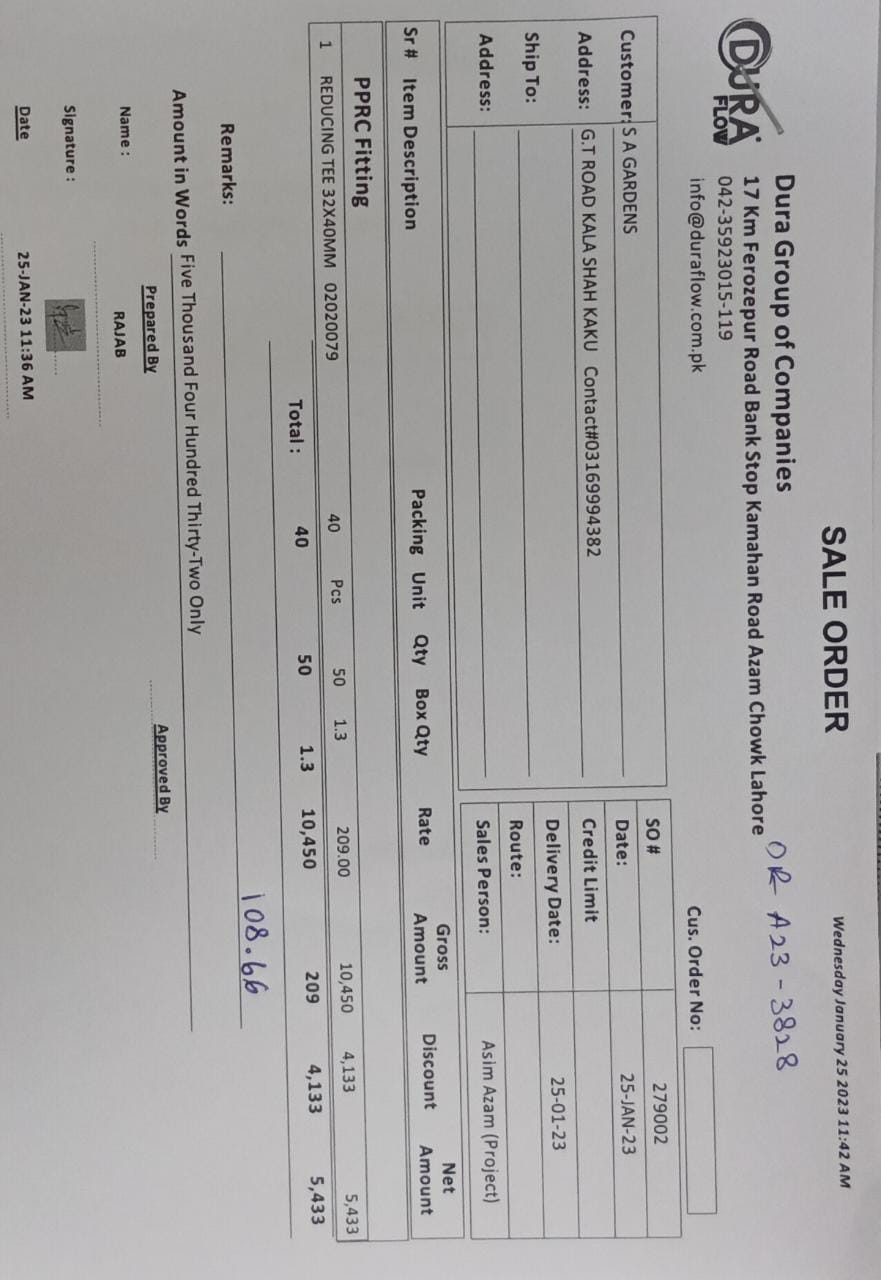 SALE ORDER
Wednesday January 25 2023 11:42 AM
DURA FLOW
Dura Group of Companies
17 Km Ferozepur Road Bank Stop Kamahan Road Azam Chowk Lahore
042-35923015-119
info@duraflow.com.pk
OR A23-3828
Cus. Order No:
Customer: S A GARDENS
Address: G.T ROAD KALA SHAH KAKU Contact#03169994382
Ship To:
Address:
SO # 279002
Date: 25-JAN-23
Credit Limit
Delivery Date: 25-01-23
Route:
Sales Person: Asim Azam (Project)
Sr # Item Description Packing Unit Qty Box Qty Rate Gross Amount Discount Net Amount
PPRC Fitting
1 REDUCING TEE 32X40MM 02020079 40 Pcs 50 1.3 209.00 10,450 4,133 5,433
Total : 40 50 1.3 10,450 209 4,133 5,433
108.66
Remarks:
Amount in Words Five Thousand Four Hundred Thirty-Two Only
Prepared By Approved By
Name : RAJAB
Signature :
Date 25-JAN-23 11:36 AM